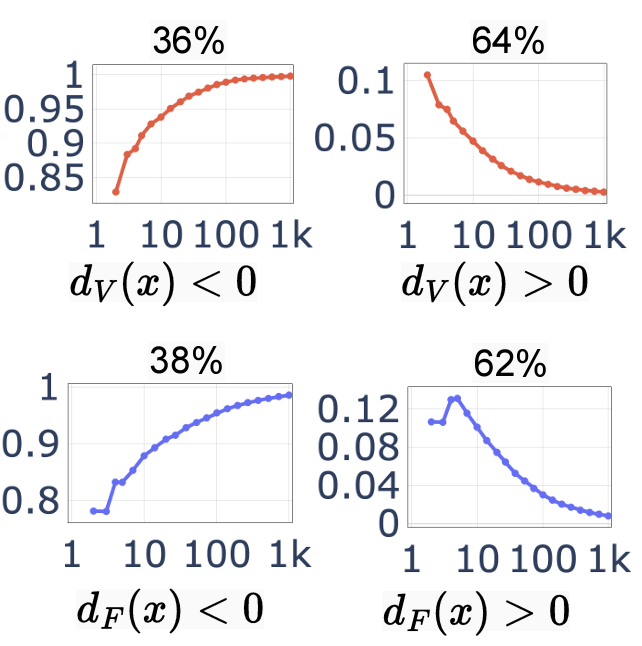 36%
1
0.95
0.9
0.85
1 10 100 1k
d_V(x) < 0
64%
0.1
0.05
0
1 10 100 1k
d_V(x) > 0
38%
1
0.9
0.8
1 10 100 1k
d_F(x) < 0
62%
0.12
0.08
0.04
0
1 10 100 1k
d_F(x) > 0